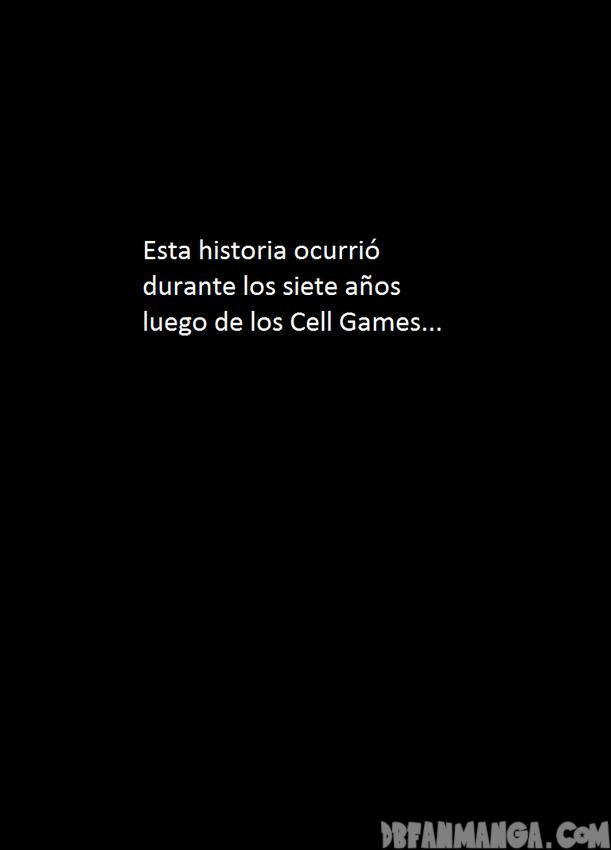 Esta historia ocurrió
durante los siete años
luego de los Cell Games...
DBFANMANGA.COM